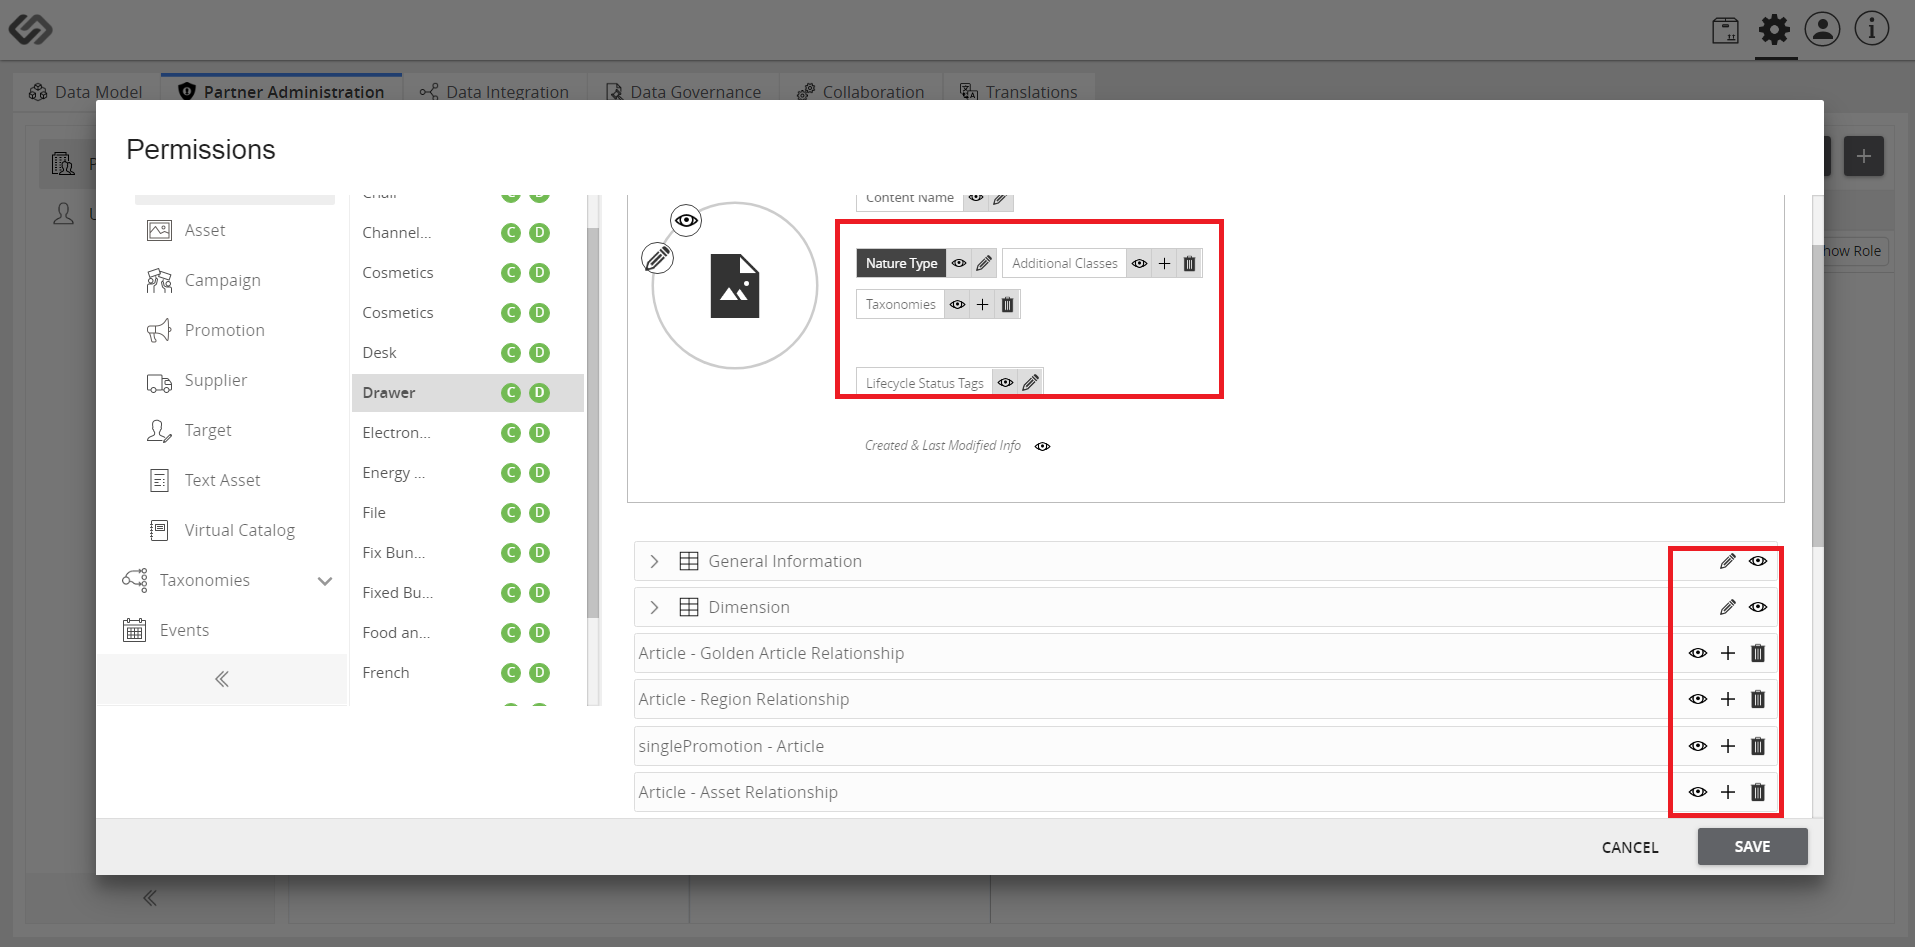 Data Model
Partner Administration
Data Integration
Data Governance
Collaboration
Translations
Permissions
how Role
Asset
Campaign
Promotion
Supplier
Target
Text Asset
Virtual Catalog
Taxonomies
Events
Chair
C D
Channel... C D
Cosmetics C D
Cosmetics C D
Desk C D
Drawer C D
Electron... C D
Energy ... C D
File C D
Fix Bun... C D
Fixed Bu... C D
Food an... C D
French C D
Content Name
Nature Type
Additional Classes
Taxonomies
Lifecycle Status Tags
Created & Last Modified Info
General Information
Dimension
Article - Golden Article Relationship
Article - Region Relationship
singlePromotion - Article
Article - Asset Relationship
CANCEL
SAVE